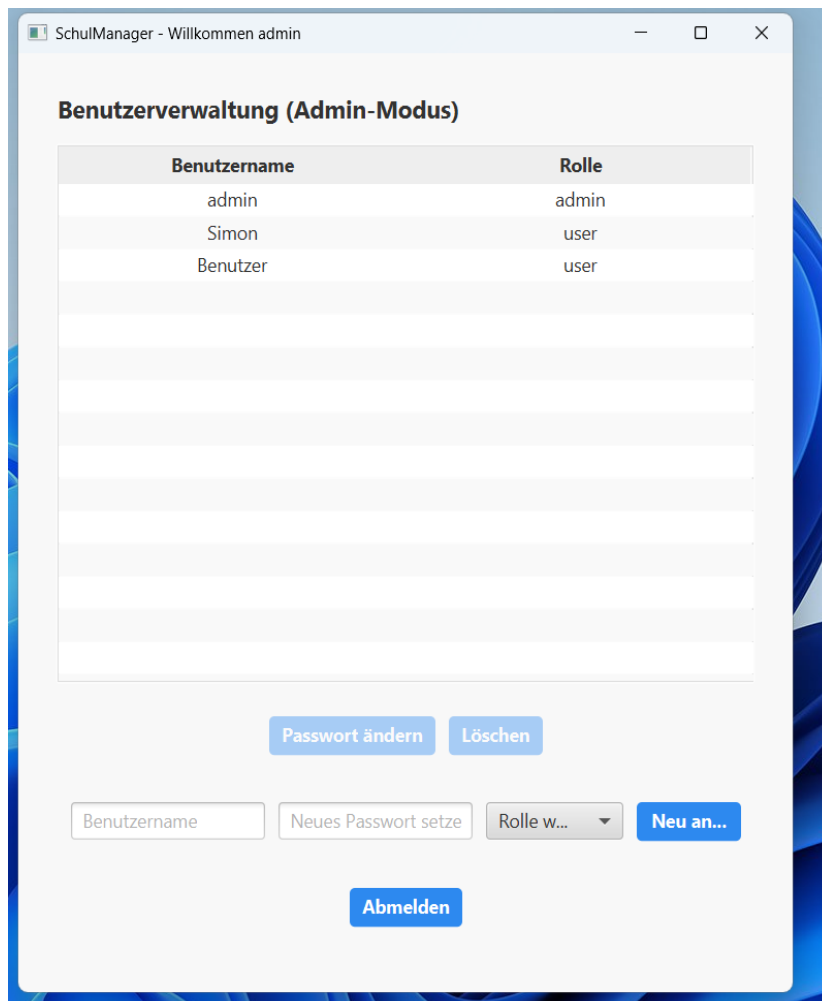 SchulManager - Willkommen admin
Benutzerverwaltung (Admin-Modus)
Benutzername Rolle
admin admin
Simon user
Benutzer user
Passwort ändern Löschen
Benutzername Neues Passwort setze Rolle w... Neu an...
Abmelden